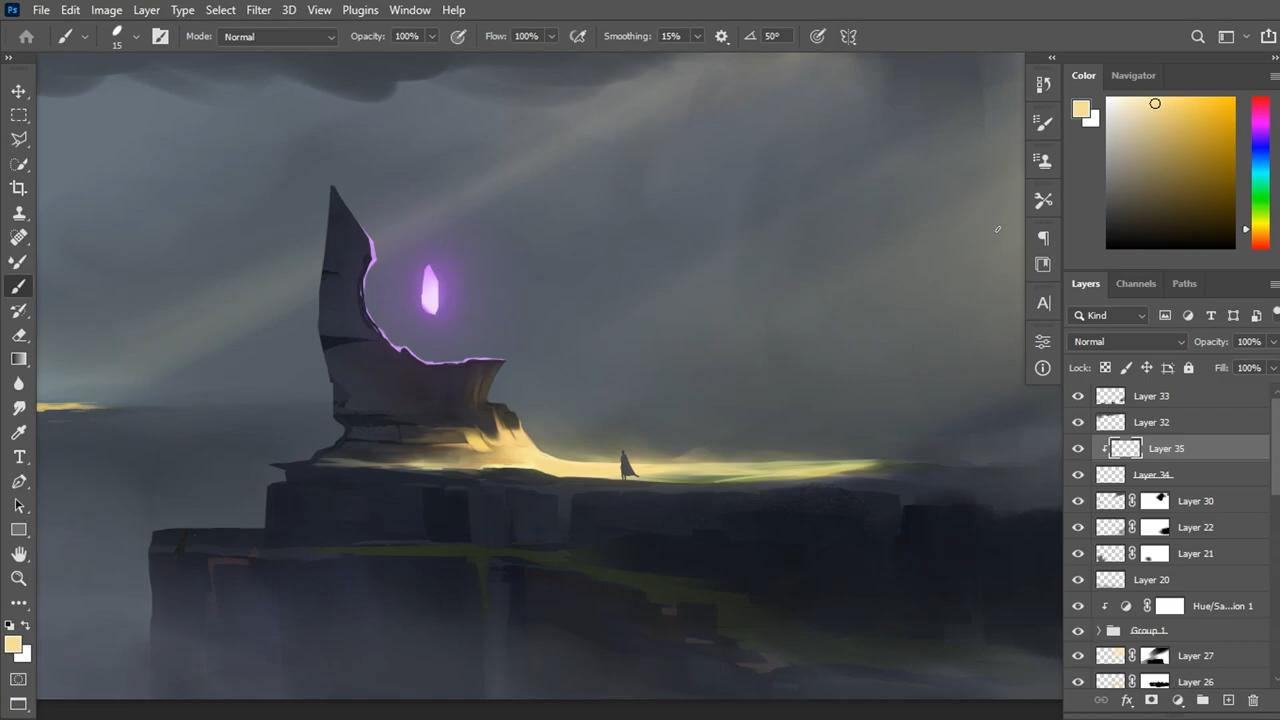 Ps File Edit Image Layer Type Select Filter 3D View Plugins Window Help
15 Mode: Normal Opacity: 100% Flow: 100% Smoothing: 15% 50°
Color Navigator
Layers Channels Paths
Kind
Normal Opacity: 100%
Lock: Fill: 100%
Layer 33
Layer 32
Layer 35
Layer 34
Layer 30
Layer 22
Layer 21
Layer 20
Hue/Sa...ion 1
Group 1
Layer 27
Layer 26